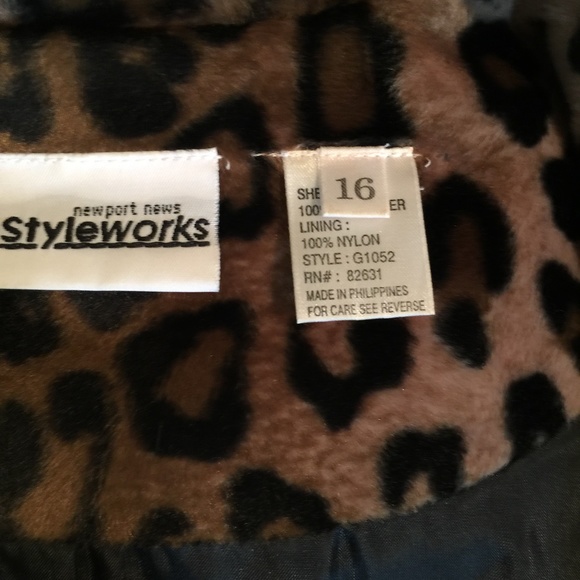 newport news
Styleworks
16
LINING :
100% NYLON
STYLE : G1052
RN# : 82631
MADE IN PHILIPPINES
FOR CARE SEE REVERSE